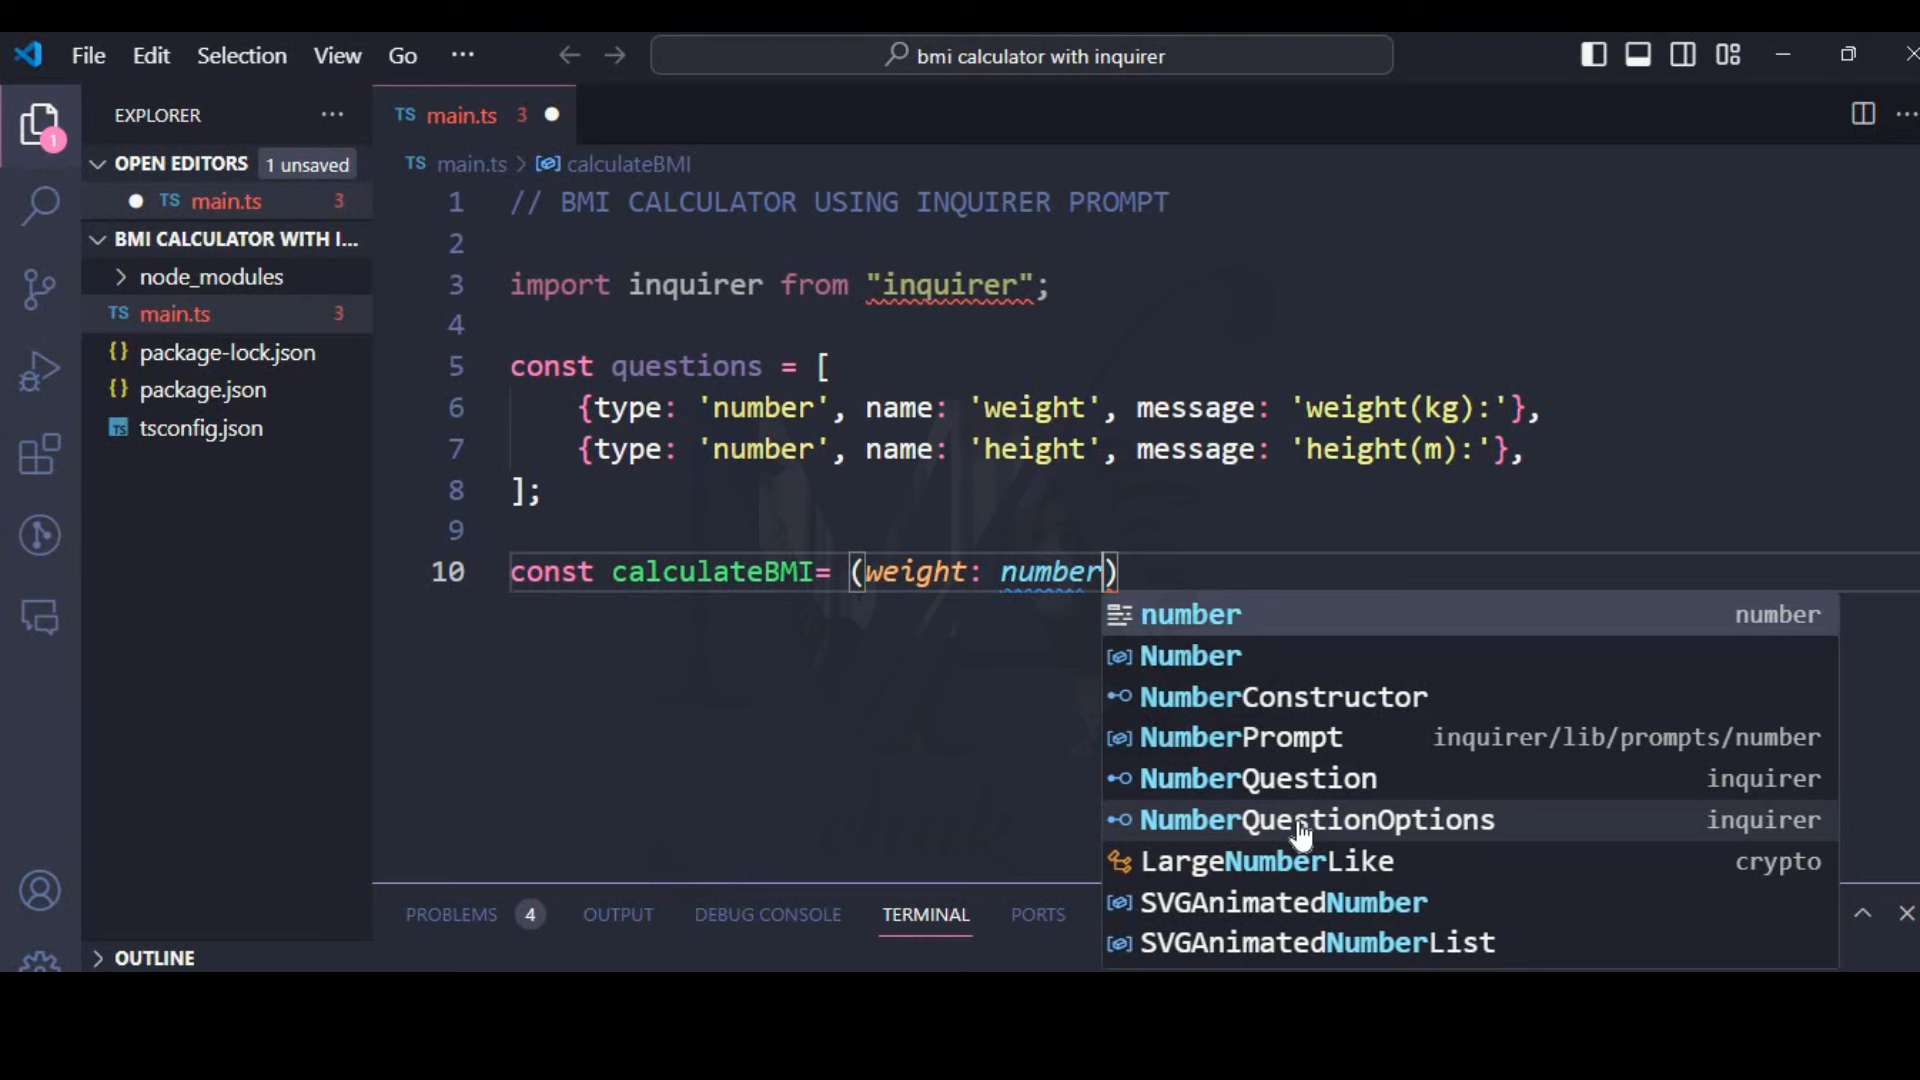 File Edit Selection View Go ··· bmi calculator with inquirer
EXPLORER ··· TS main.ts 3
OPEN EDITORS 1 unsaved
TS main.ts > calculateBMI
TS main.ts 3
BMI CALCULATOR WITH I...
node_modules
TS main.ts 3
{} package-lock.json
{} package.json
TS tsconfig.json
1 // BMI CALCULATOR USING INQUIRER PROMPT
2
3 import inquirer from "inquirer";
4
5 const questions = [
6 {type: 'number', name: 'weight', message: 'weight(kg):'},
7 {type: 'number', name: 'height', message: 'height(m):'},
8 ];
9
10 const calculateBMI= (weight: number)
number number
Number
NumberConstructor
NumberPrompt inquirer/lib/prompts/number
NumberQuestion inquirer
NumberQuestionOptions inquirer
LargeNumberLike crypto
SVGAnimatedNumber
SVGAnimatedNumberList
PROBLEMS 4 OUTPUT DEBUG CONSOLE TERMINAL PORTS
OUTLINE
1